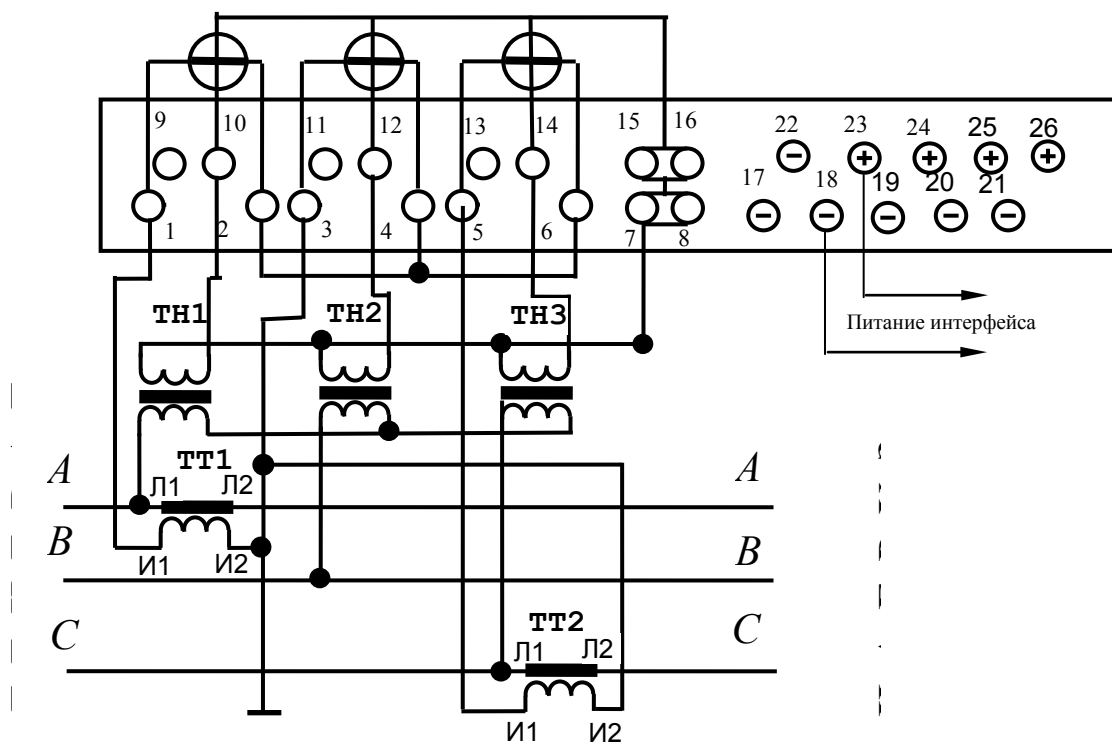 9 10 11 12 13 14 15 16
22 23 24 25 26
17 18 19 20 21
1 2 3 4 5 6 7 8
ТН1 ТН2 ТН3
Питание интерфейса
ТТ1
A Л1 Л2 A
B И1 И2 B
ТТ2
C Л1 Л2 C
И1 И2